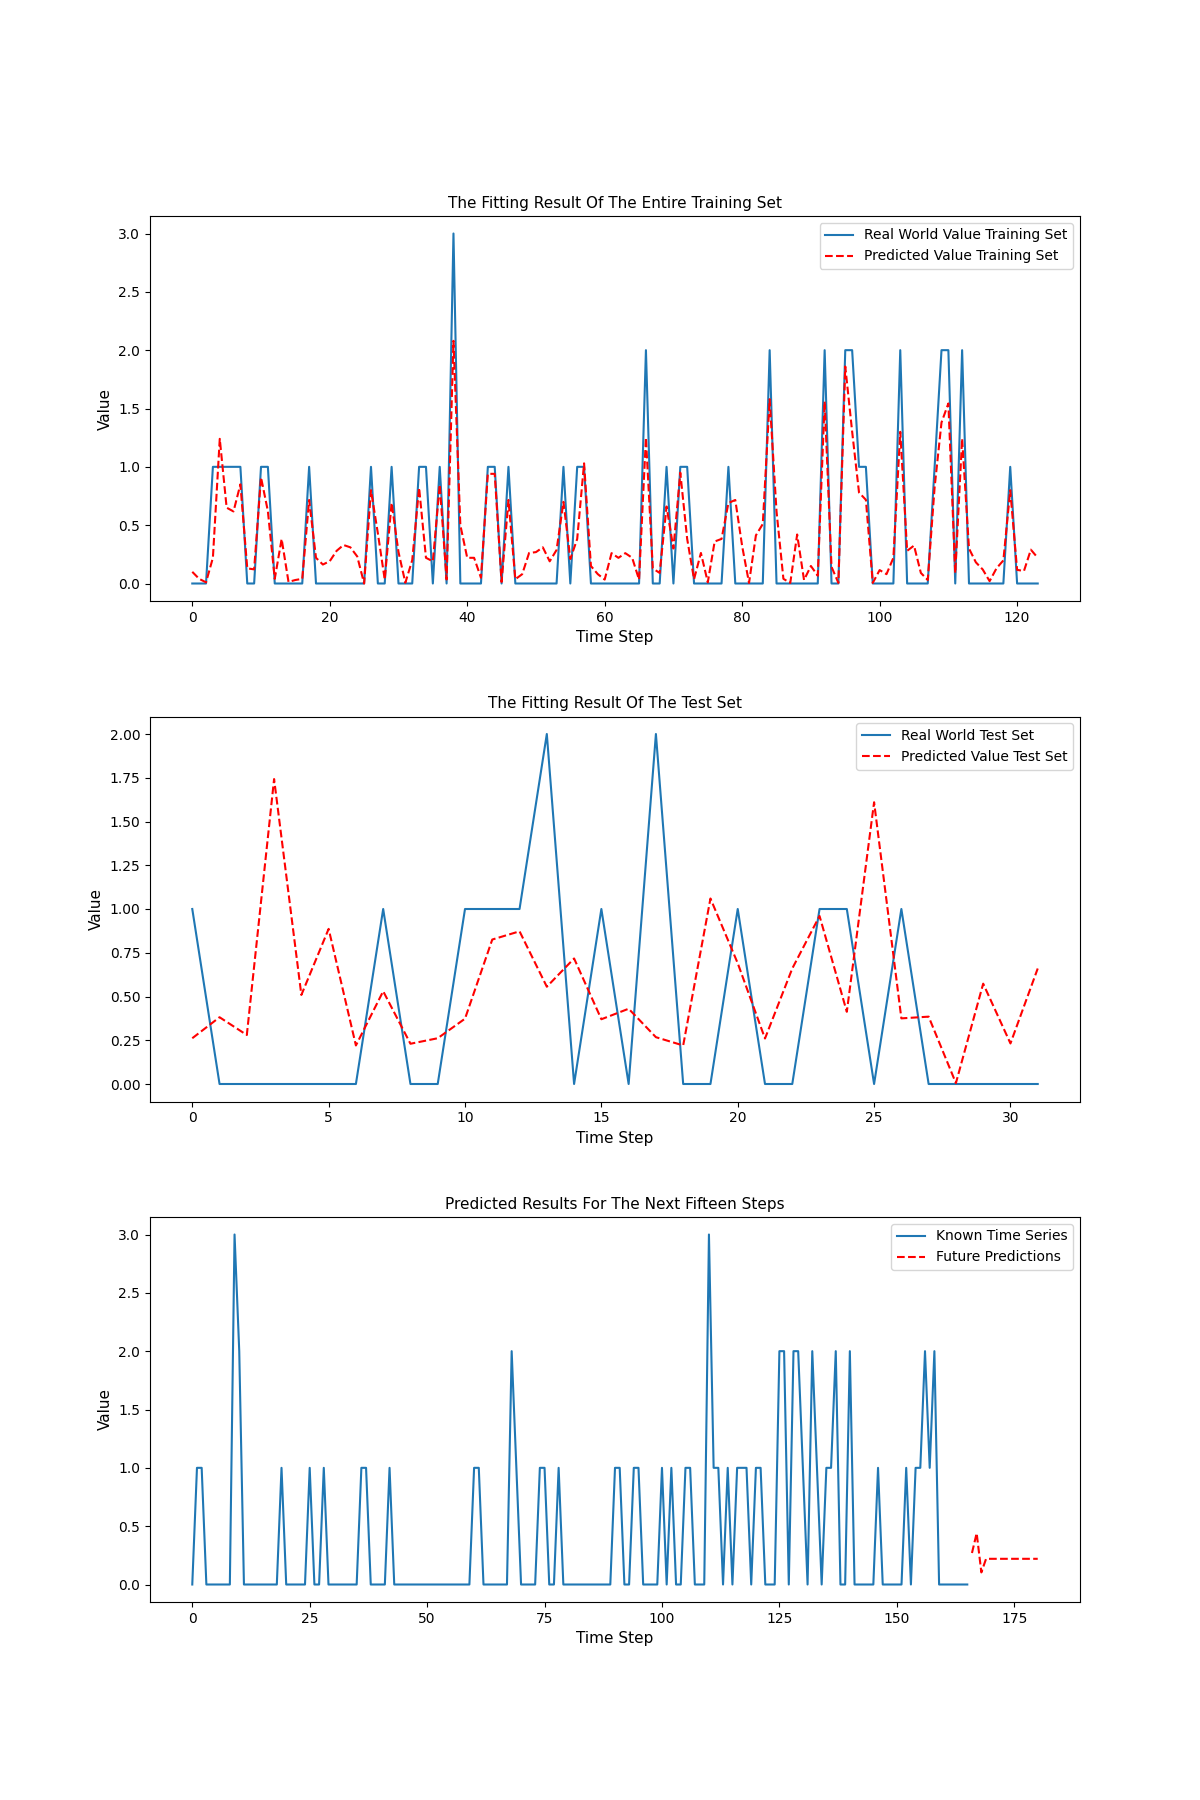 The Fitting Result Of The Entire Training Set
Real World Value Training Set
Predicted Value Training Set
3.0
2.5
2.0
1.5
1.0
0.5
0.0
Value
0 20 40 60 80 100 120
Time Step
The Fitting Result Of The Test Set
Real World Test Set
Predicted Value Test Set
2.00
1.75
1.50
1.25
1.00
0.75
0.50
0.25
0.00
Value
0 5 10 15 20 25 30
Time Step
Predicted Results For The Next Fifteen Steps
Known Time Series
Future Predictions
3.0
2.5
2.0
1.5
1.0
0.5
0.0
Value
0 25 50 75 100 125 150 175
Time Step